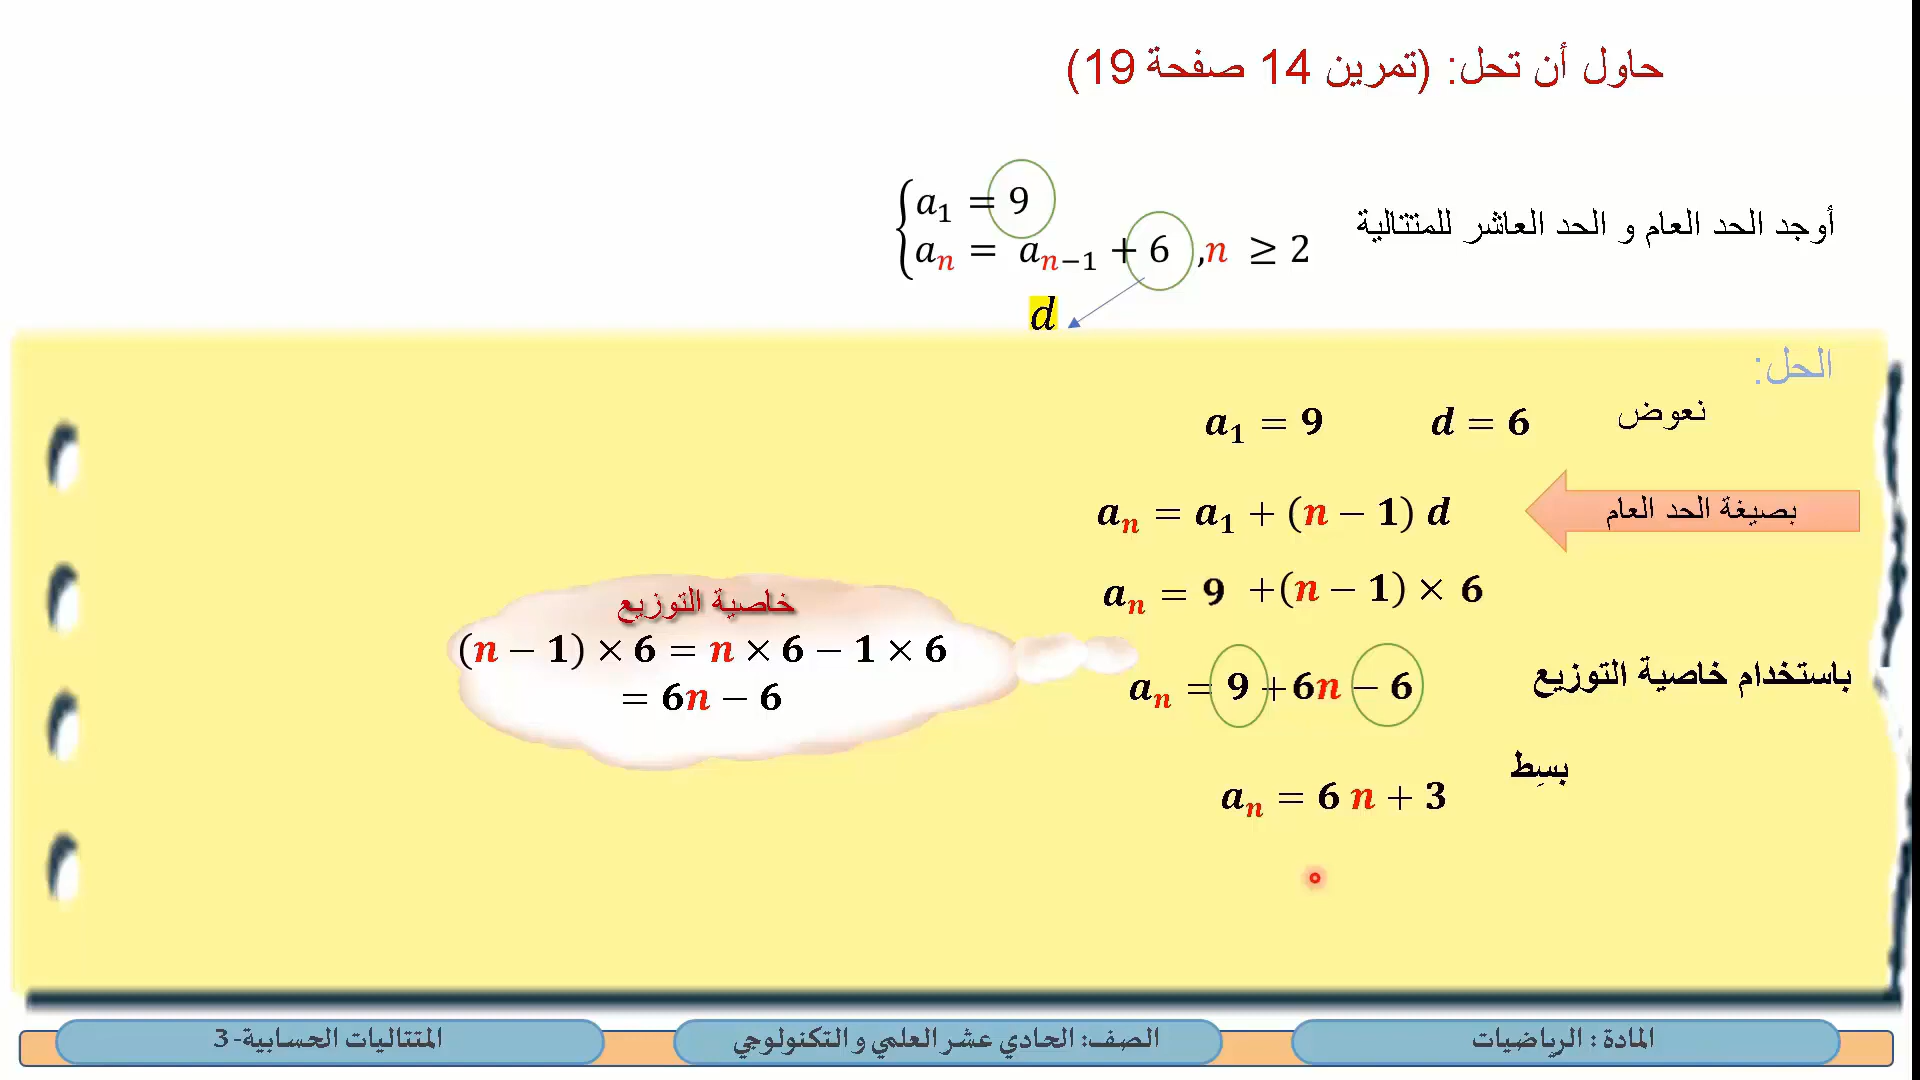 حاول أن تحل: (تمرين 14 صفحة 19)
أوجد الحد العام و الحد العاشر للمتتالية
a₁ = 9
aₙ = aₙ₋₁ + 6 ,n ≥ 2
d
الحل:
نعوض a₁ = 9 d = 6
بصيغة الحد العام aₙ = a₁ + (n − 1) d
aₙ = 9 +(n − 1) × 6
باستخدام خاصية التوزيع aₙ = 9 +6n − 6
خاصية التوزيع
(n − 1) × 6 = n × 6 − 1 × 6
= 6n − 6
بسِط aₙ = 6 n + 3
المادة : الرياضيات
الصف: الحادي عشر العلمي و التكنولوجي
المتتاليات الحسابية- 3